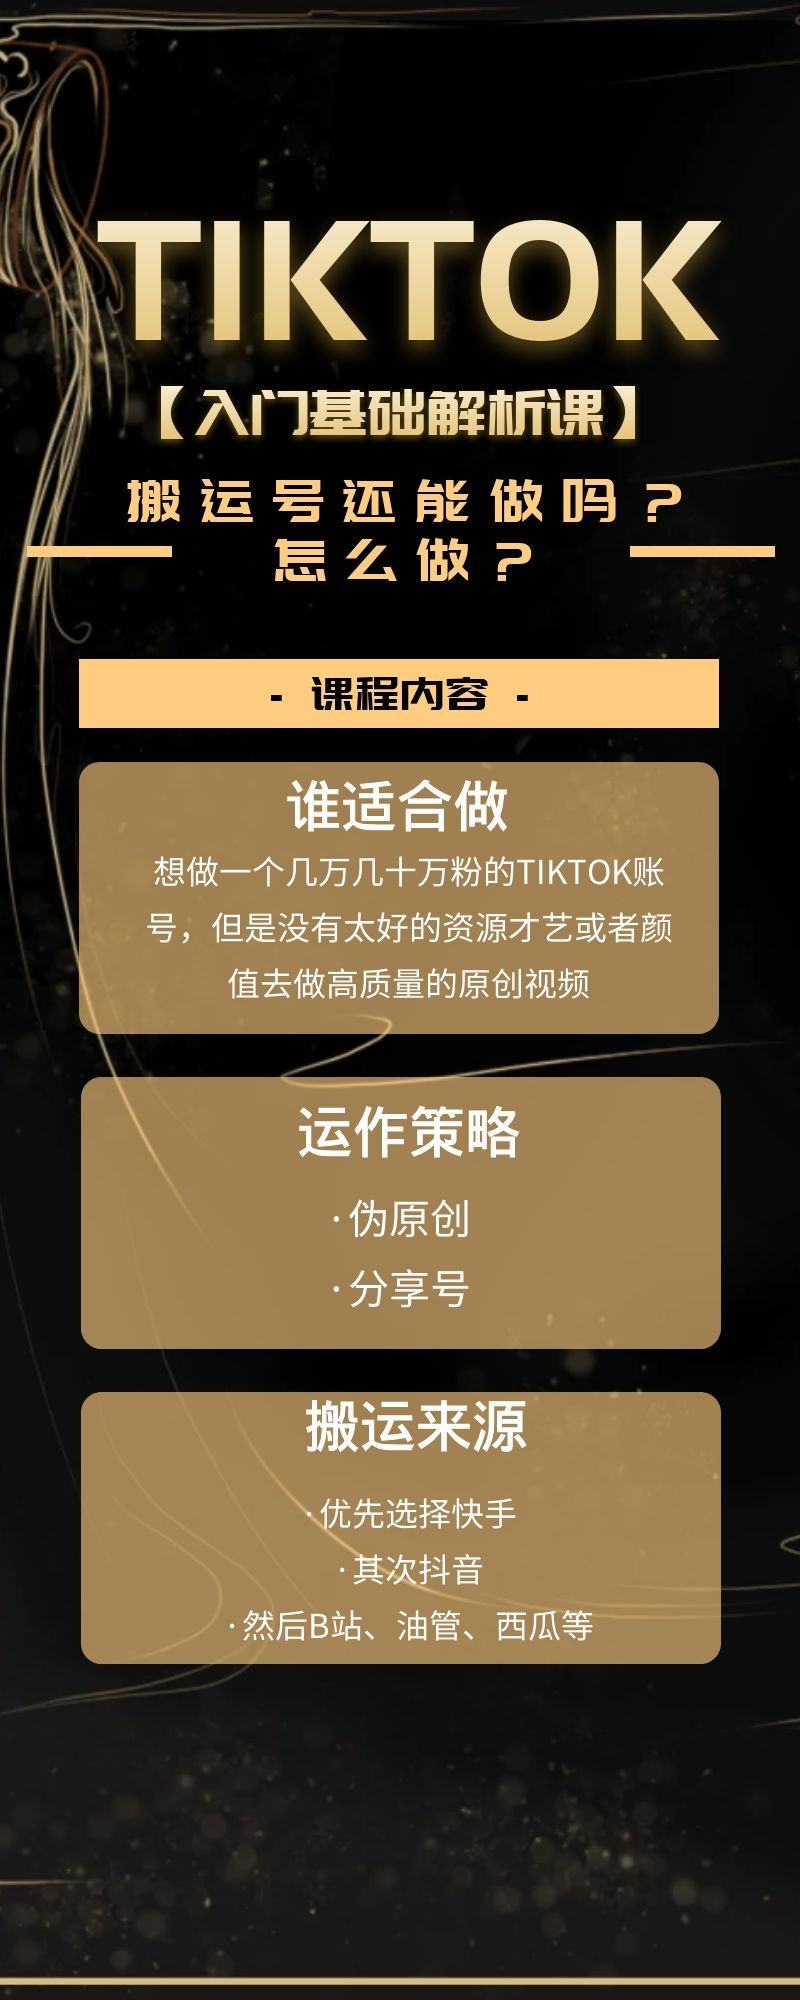 TIKTOK
【入门基础解析课】
搬运号还能做吗？
怎么做？
- 课程内容 -
谁适合做
想做一个几万几十万粉的TIKTOK账
号，但是没有太好的资源才艺或者颜
值去做高质量的原创视频
运作策略
·伪原创
·分享号
搬运来源
·优先选择快手
·其次抖音
·然后B站、油管、西瓜等